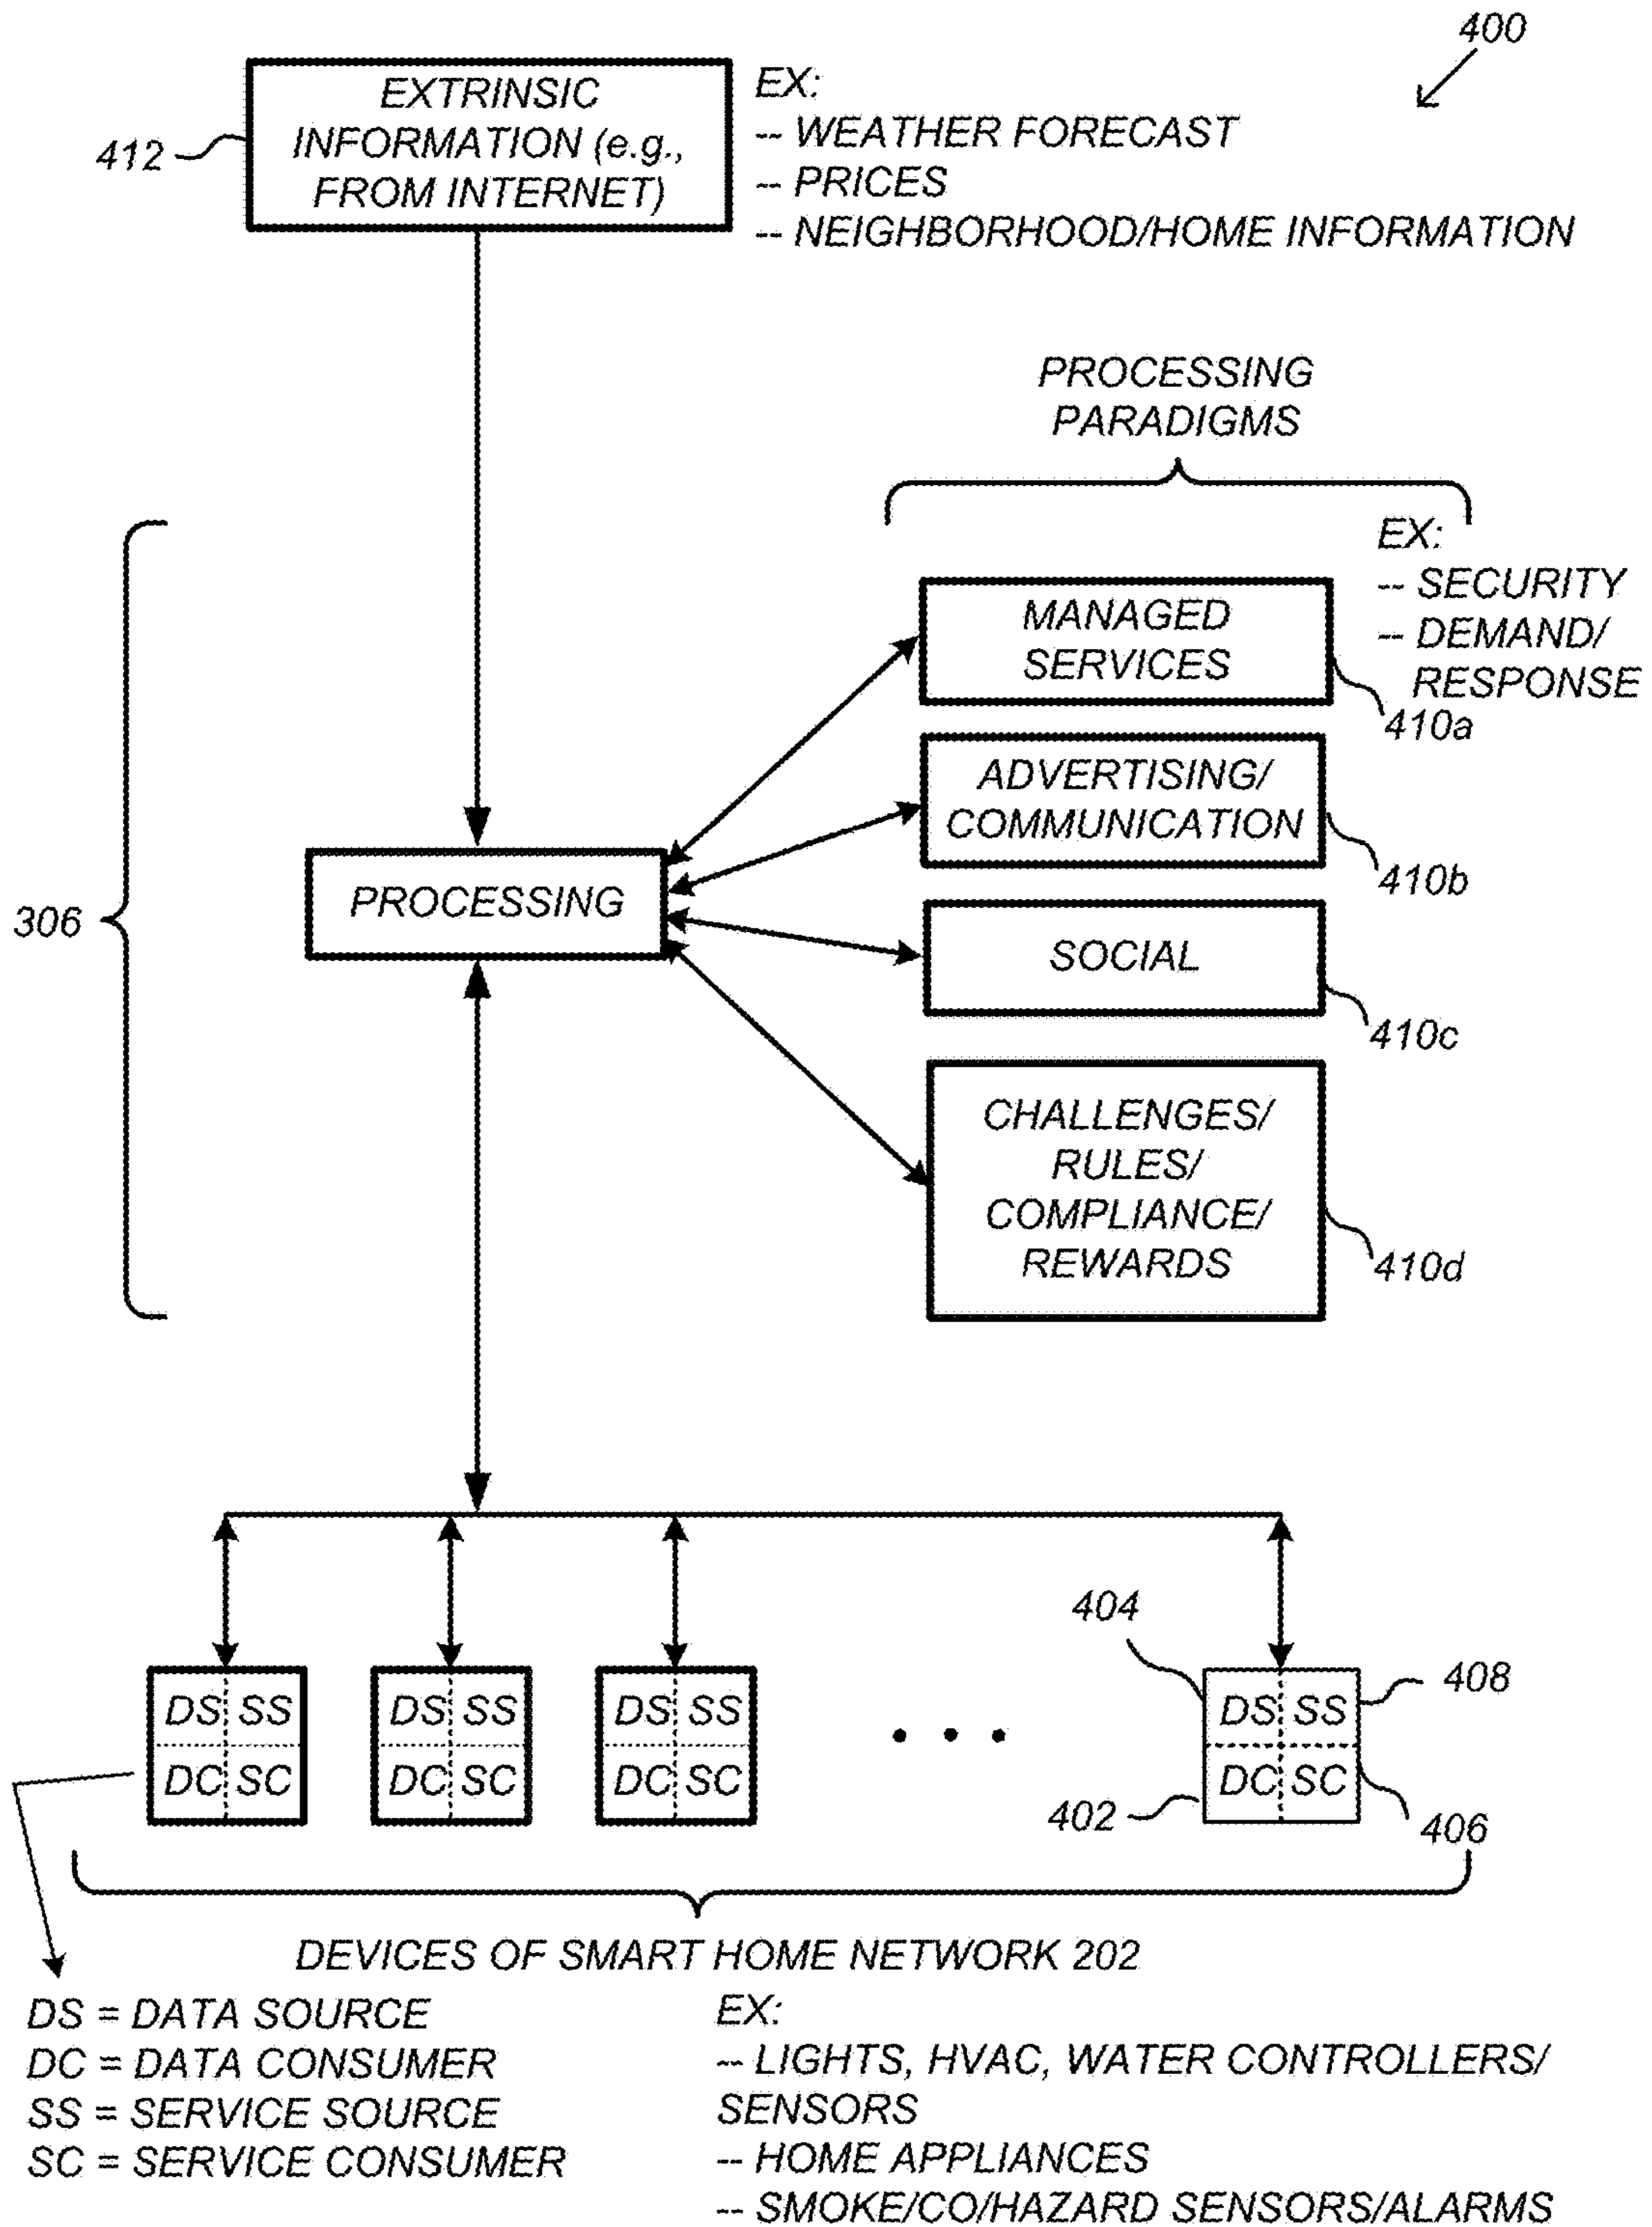 400
EXTRINSIC
INFORMATION (e.g.,
FROM INTERNET)
412
EX:
-- WEATHER FORECAST
-- PRICES
-- NEIGHBORHOOD/HOME INFORMATION
PROCESSING
PARADIGMS
EX:
-- SECURITY
-- DEMAND/
RESPONSE
MANAGED
SERVICES
410a
ADVERTISING/
COMMUNICATION
410b
306
PROCESSING
SOCIAL
410c
CHALLENGES/
RULES/
COMPLIANCE/
REWARDS
410d
404
408
DS SS
DC SC
DS SS
DC SC
DS SS
DC SC
DS SS
DC SC
402
406
DEVICES OF SMART HOME NETWORK 202
DS = DATA SOURCE
DC = DATA CONSUMER
SS = SERVICE SOURCE
SC = SERVICE CONSUMER
EX:
-- LIGHTS, HVAC, WATER CONTROLLERS/
SENSORS
-- HOME APPLIANCES
-- SMOKE/CO/HAZARD SENSORS/ALARMS